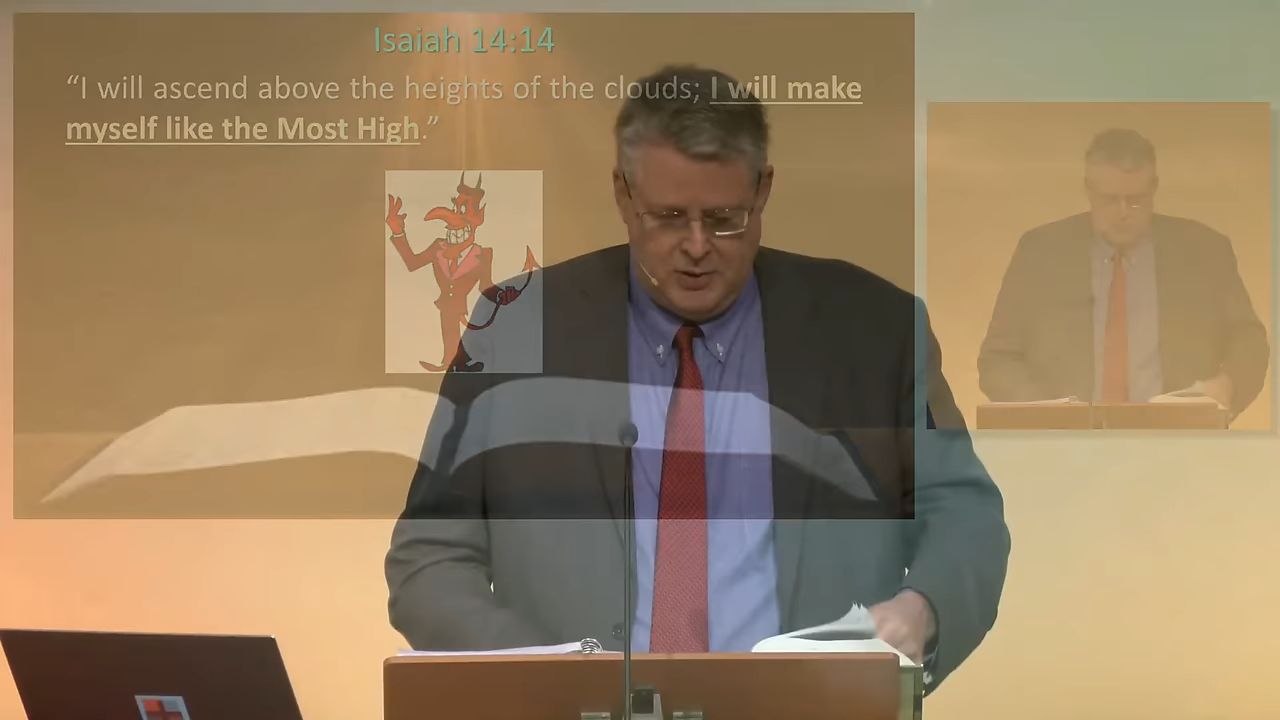 Isaiah 14:14
“I will ascend above the heights of the clouds; I will make
myself like the Most High.”